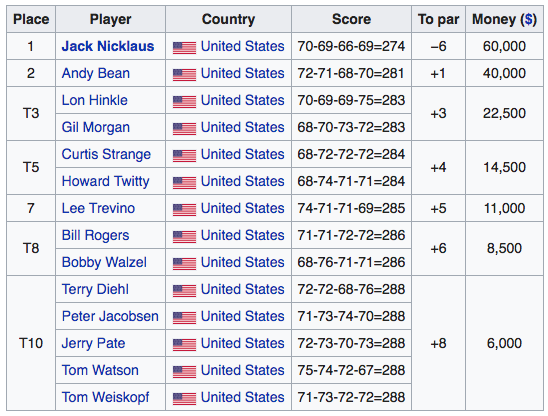 Place Player Country Score To par Money ($)
1 Jack Nicklaus United States 70-69-66-69=274 −6 60,000
2 Andy Bean United States 72-71-68-70=281 +1 40,000
T3 Lon Hinkle United States 70-69-69-75=283 +3 22,500
Gil Morgan United States 68-70-73-72=283
T5 Curtis Strange United States 68-72-72-72=284 +4 14,500
Howard Twitty United States 68-74-71-71=284
7 Lee Trevino United States 74-71-71-69=285 +5 11,000
T8 Bill Rogers United States 71-71-72-72=286 +6 8,500
Bobby Walzel United States 68-76-71-71=286
T10 Terry Diehl United States 72-72-68-76=288 +8 6,000
Peter Jacobsen United States 71-73-74-70=288
Jerry Pate United States 72-73-70-73=288
Tom Watson United States 75-74-72-67=288
Tom Weiskopf United States 71-73-72-72=288